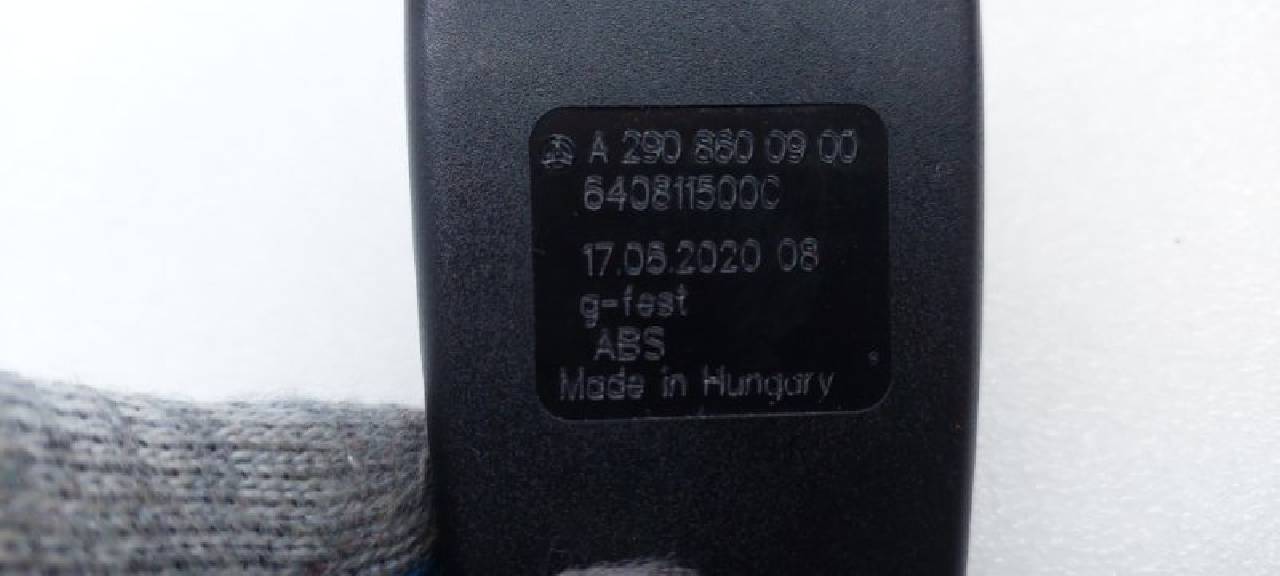 A 290 860 09 00
640811500C
17.06.2020 08
g-fest
ABS
Made in Hungary